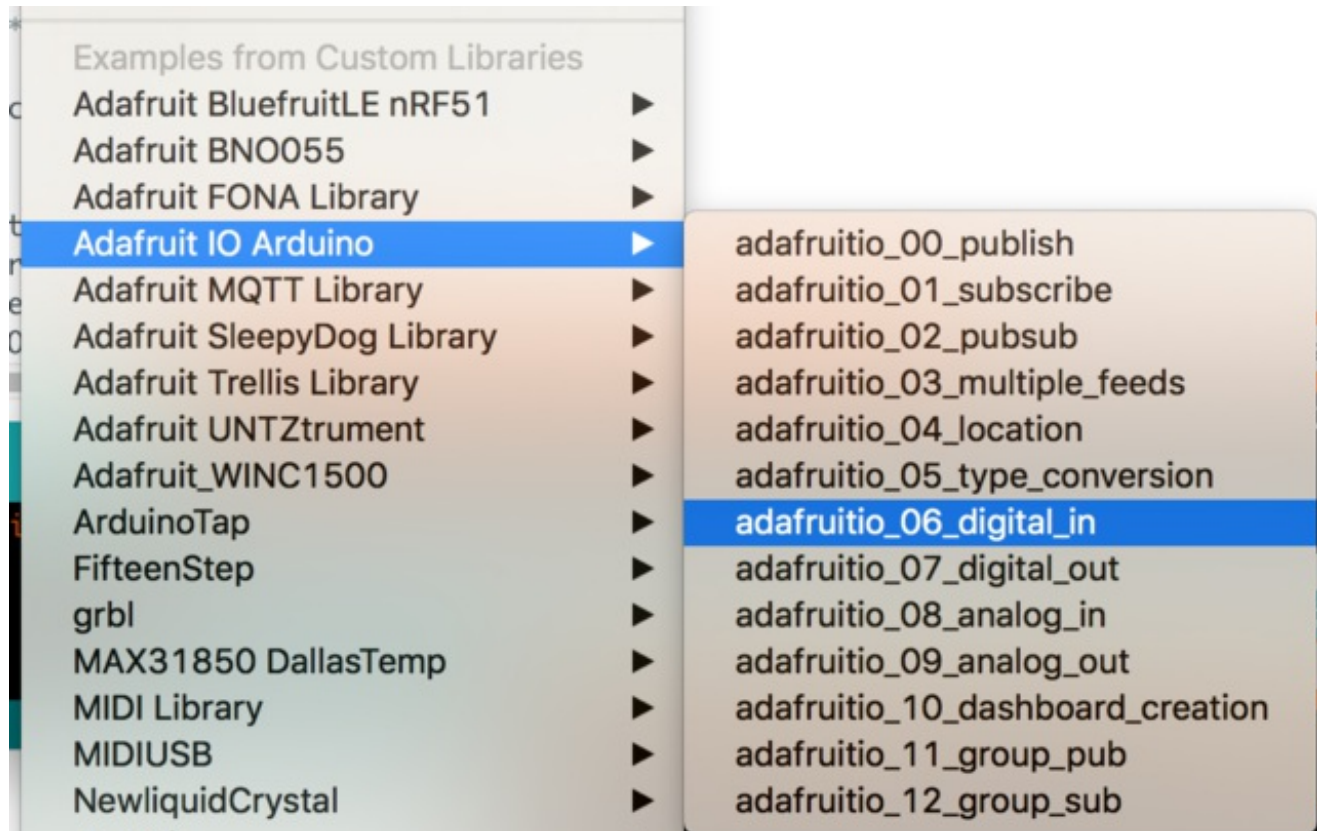 Examples from Custom Libraries
Adafruit BluefruitLE nRF51
Adafruit BNO055
Adafruit FONA Library
Adafruit IO Arduino
Adafruit MQTT Library
Adafruit SleepyDog Library
Adafruit Trellis Library
Adafruit UNTZtrument
Adafruit_WINC1500
ArduinoTap
FifteenStep
grbl
MAX31850 DallasTemp
MIDI Library
MIDIUSB
NewliquidCrystal
adafruitio_00_publish
adafruitio_01_subscribe
adafruitio_02_pubsub
adafruitio_03_multiple_feeds
adafruitio_04_location
adafruitio_05_type_conversion
adafruitio_06_digital_in
adafruitio_07_digital_out
adafruitio_08_analog_in
adafruitio_09_analog_out
adafruitio_10_dashboard_creation
adafruitio_11_group_pub
adafruitio_12_group_sub